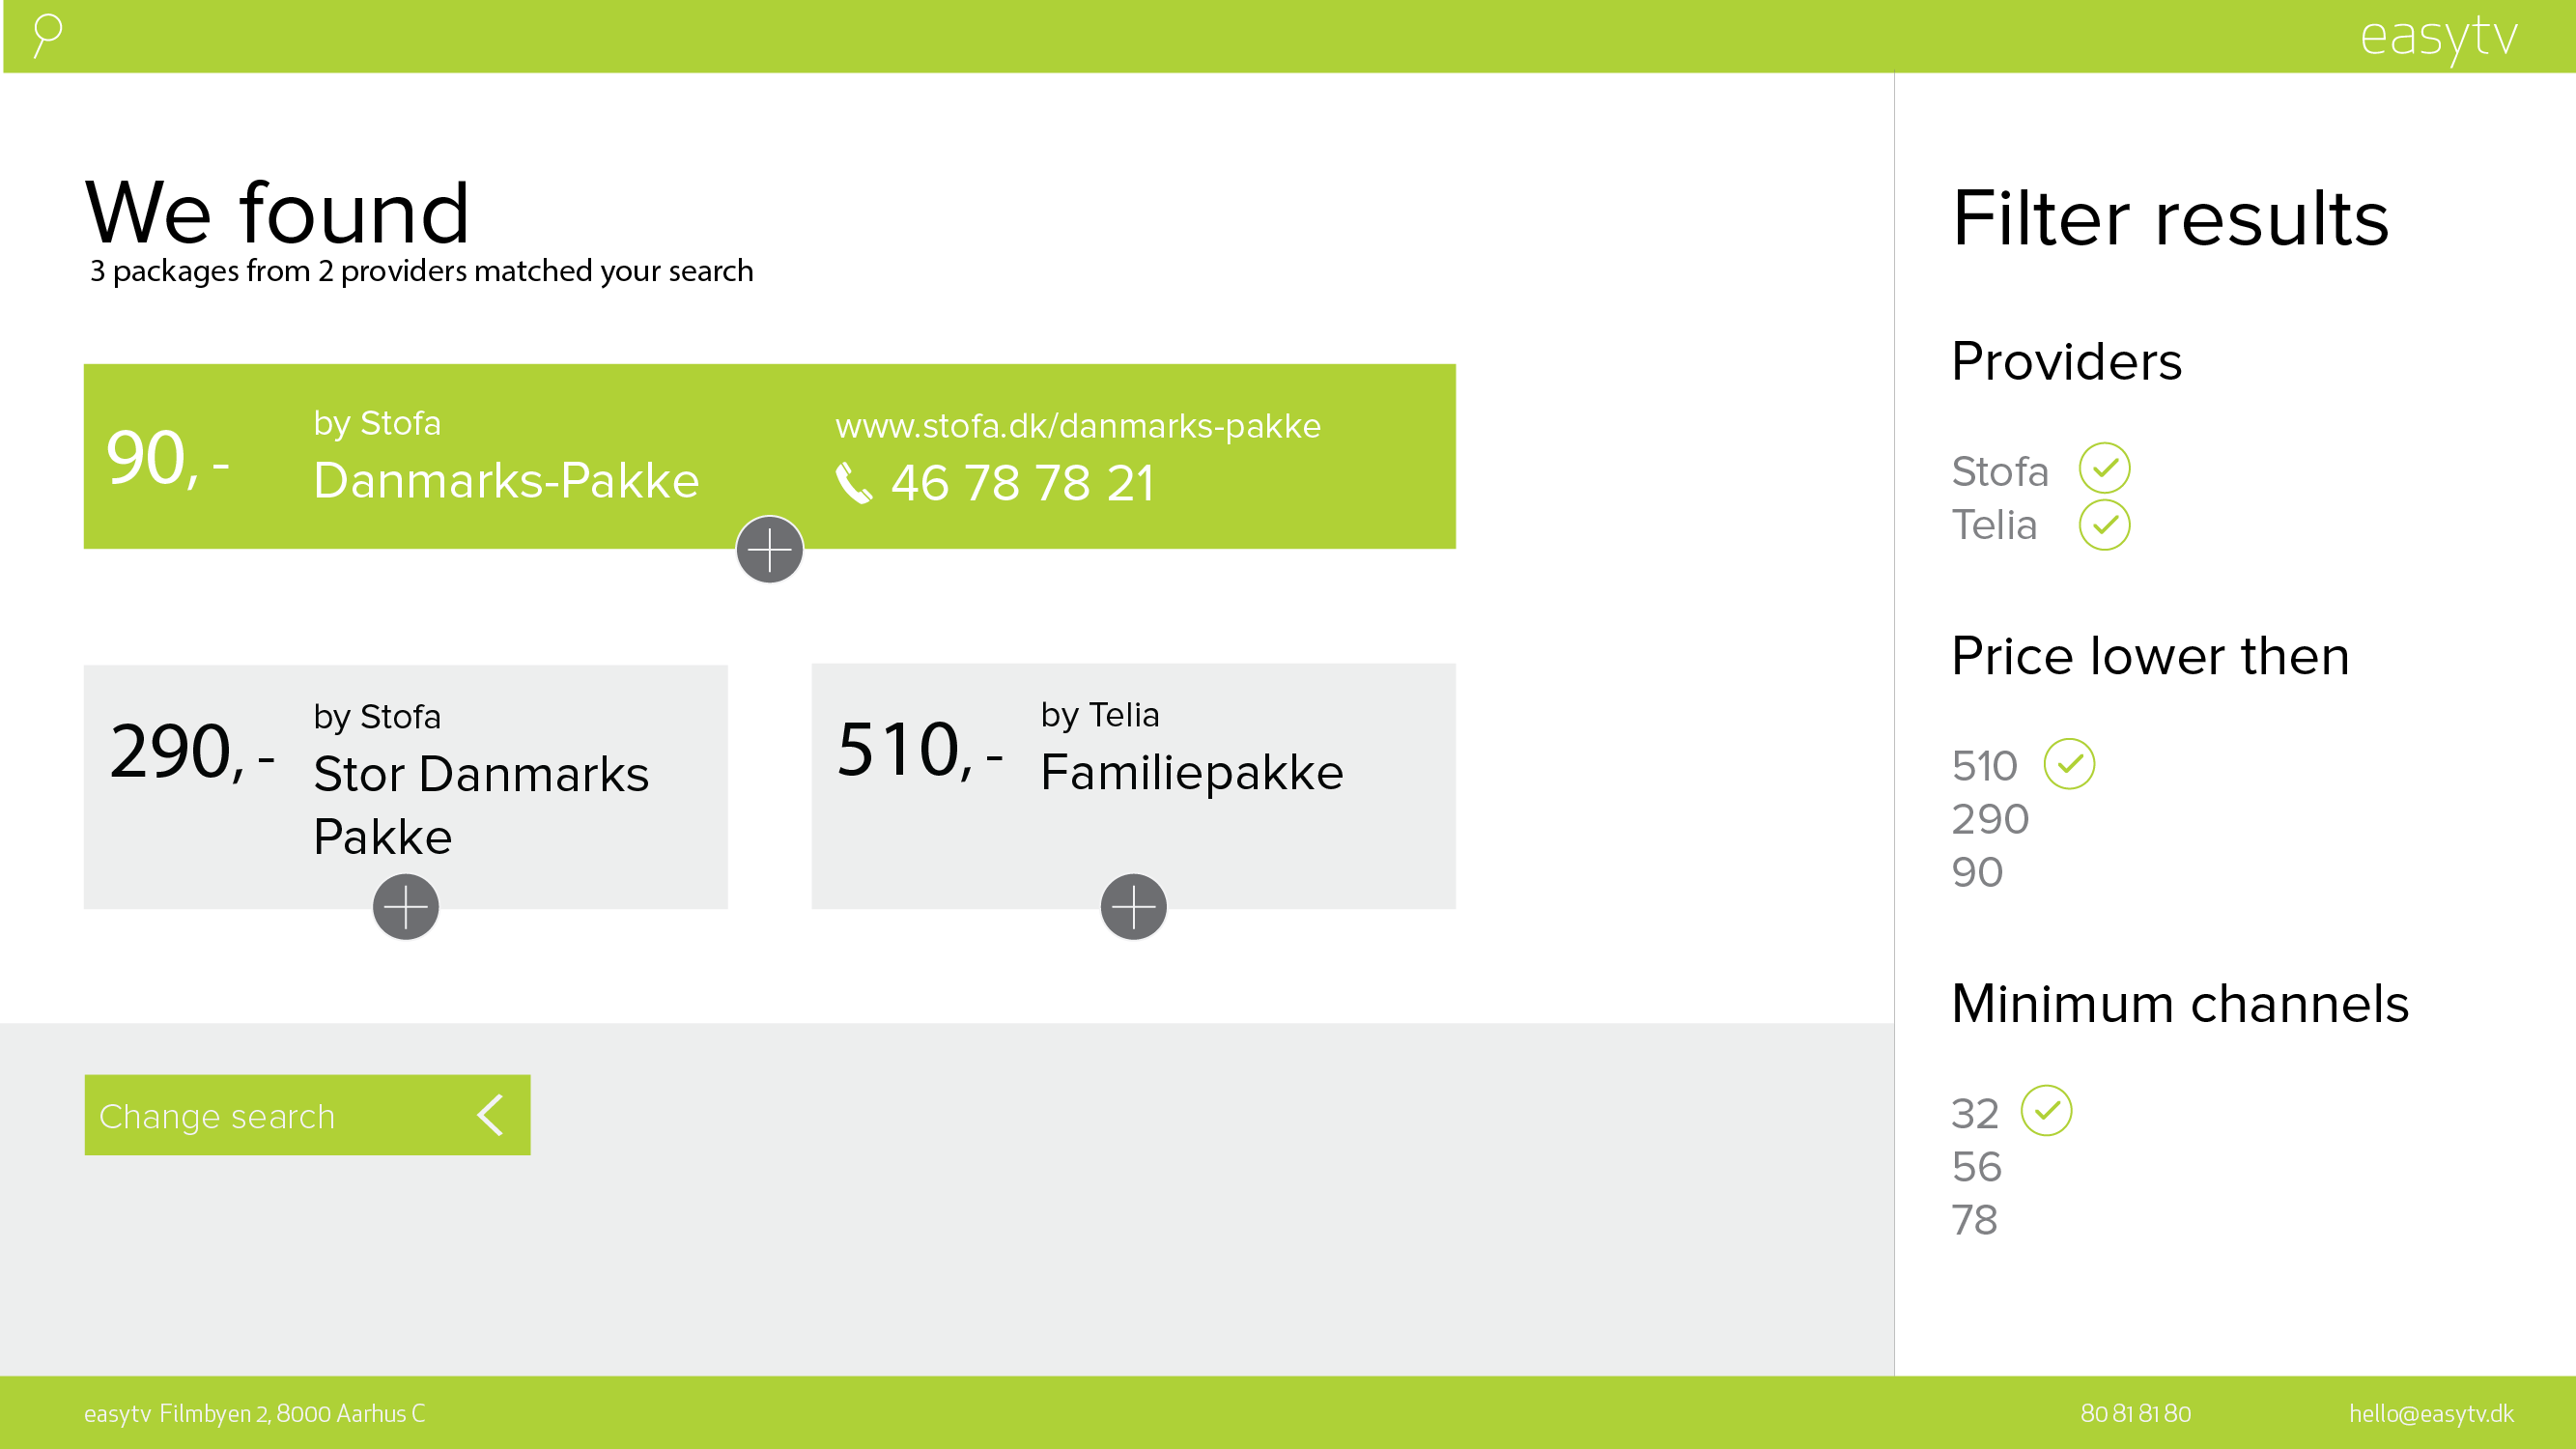 easytv
We found
3 packages from 2 providers matched your search
90,-
by Stofa
Danmarks-Pakke
www.stofa.dk/danmarks-pakke
46 78 78 21
290,-
by Stofa
Stor Danmarks
Pakke
510,-
by Telia
Familiepakke
Change search
Filter results
Providers
Stofa
Telia
Price lower then
510
290
90
Minimum channels
32
56
78
easytv Filmbyen 2, 8000 Aarhus C
80 81 81 80
hello@easytv.dk